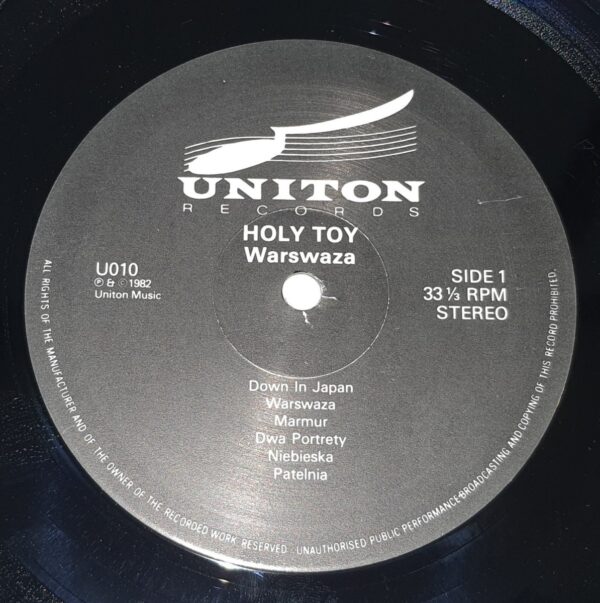 UNITON
RECORDS
HOLY TOY
Warswaza
U010
℗ & © 1982
Uniton Music
SIDE 1
33 ⅓ RPM
STEREO
Down In Japan
Warswaza
Marmur
Dwa Portrety
Niebieska
Patelnia
ALL RIGHTS OF THE MANUFACTURER AND OF THE OWNER OF THE RECORDED WORK RESERVED · UNAUTHORISED PUBLIC PERFORMANCE BROADCASTING AND COPYING OF THIS RECORD PROHIBITED.